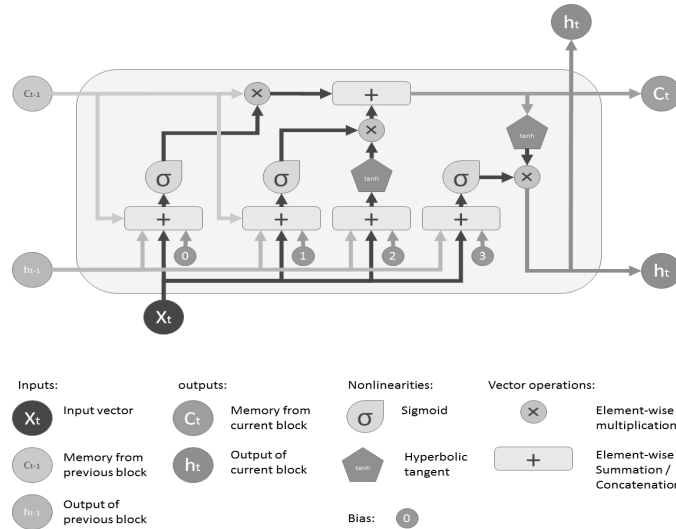 ht
Ct-1
×
+
Ct
tanh
×
σ
σ
tanh
σ
×
+
+
+
+
0
1
2
3
ht-1
ht
Xt
Inputs:
outputs:
Nonlinearities:
Vector operations:
Xt
Input vector
Ct
Memory from
current block
σ
Sigmoid
×
Element-wise
multiplication
Ct-1
Memory from
previous block
ht
Output of
current block
tanh
Hyperbolic
tangent
+
Element-wise
Summation /
Concatenation
ht-1
Output of
previous block
Bias:
0